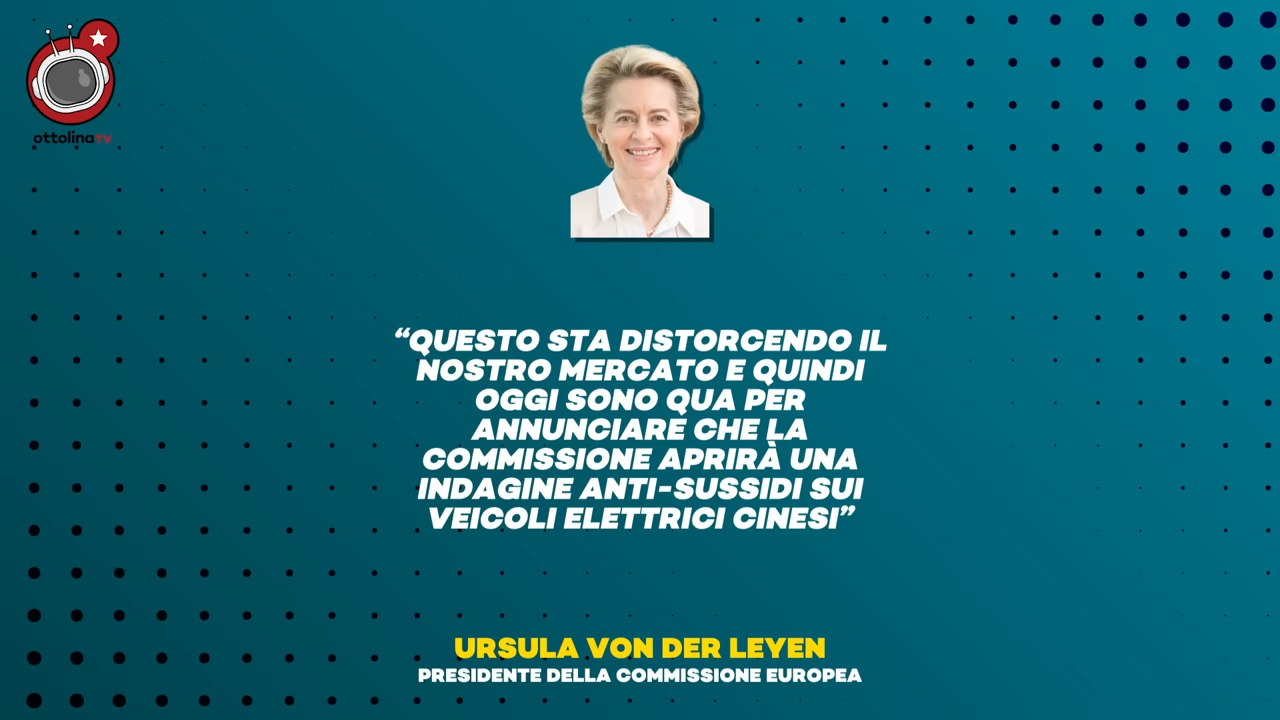 ottolinaTV
“QUESTO STA DISTORCENDO IL
NOSTRO MERCATO E QUINDI
OGGI SONO QUA PER
ANNUNCIARE CHE LA
COMMISSIONE APRIRÀ UNA
INDAGINE ANTI-SUSSIDI SUI
VEICOLI ELETTRICI CINESI”
URSULA VON DER LEYEN
PRESIDENTE DELLA COMMISSIONE EUROPEA